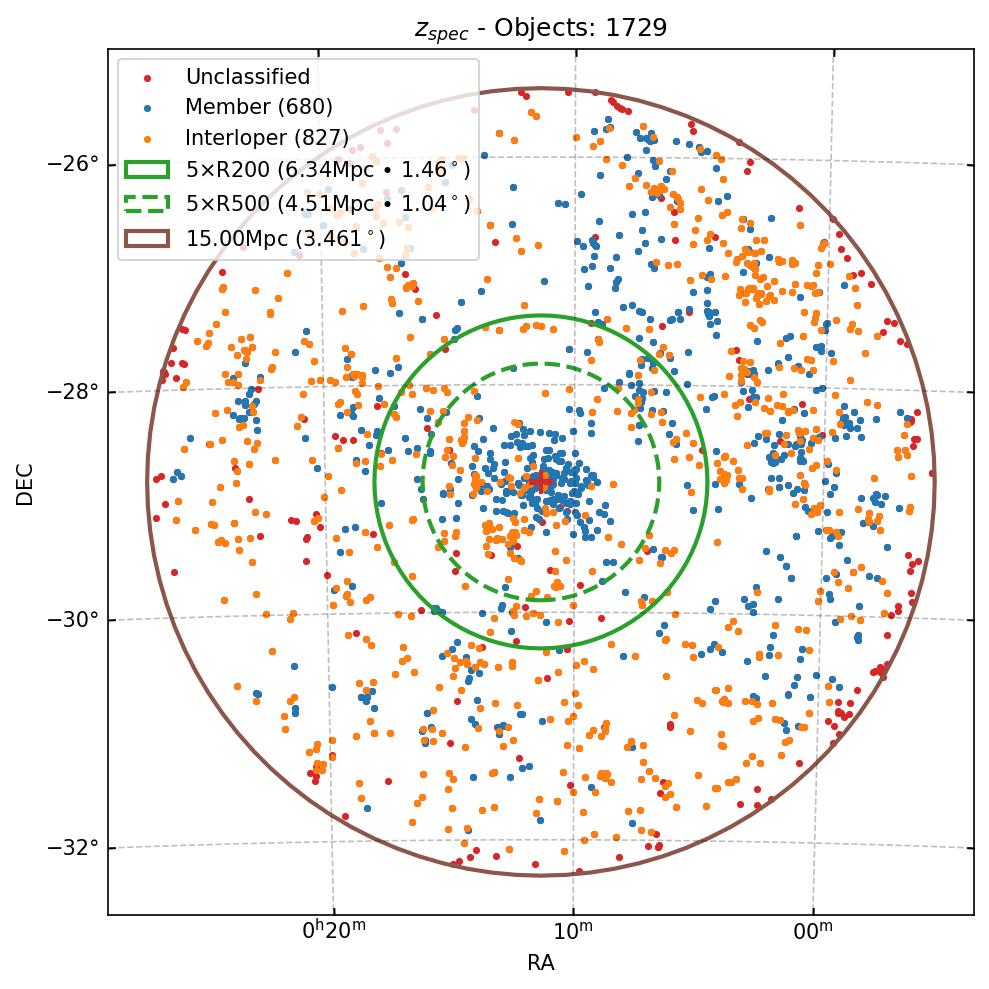 z_spec - Objects: 1729
Unclassified
Member (680)
Interloper (827)
5×R200 (6.34Mpc • 1.46°)
5×R500 (4.51Mpc • 1.04°)
15.00Mpc (3.461°)
−26°
−28°
−30°
−32°
DEC
0ʰ20ᵐ 10ᵐ 00ᵐ
RA